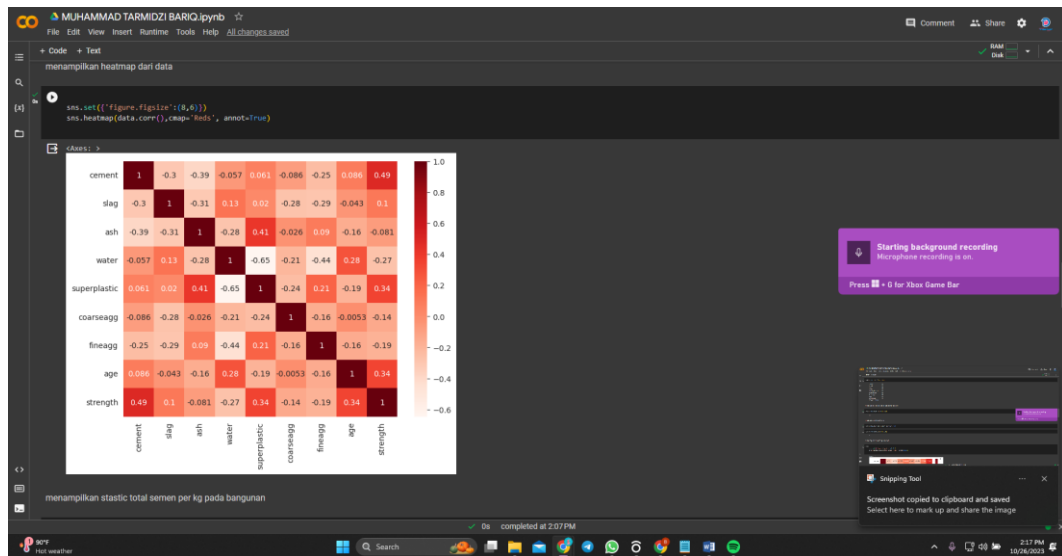 MUHAMMAD TARMIDZI BARIQ.ipynb
Comment Share
File Edit View Insert Runtime Tools Help All changes saved
+ Code + Text
RAM
Disk
menampilkan heatmap dari data
0s
sns.set({'figure.figsize':(8,6)})
sns.heatmap(data.corr(),cmap='Reds', annot=True)
<Axes: >
cement 1 -0.3 -0.39 -0.057 0.061 -0.086 -0.25 0.086 0.49
slag -0.3 1 -0.31 0.13 0.02 -0.28 -0.29 -0.043 0.1
ash -0.39 -0.31 1 -0.28 0.41 -0.026 0.09 -0.16 -0.081
water -0.057 0.13 -0.28 1 -0.65 -0.21 -0.44 0.28 -0.27
superplastic 0.061 0.02 0.41 -0.65 1 -0.24 0.21 -0.19 0.34
coarseagg -0.086 -0.28 -0.026 -0.21 -0.24 1 -0.16 -0.0053 -0.14
fineagg -0.25 -0.29 0.09 -0.44 0.21 -0.16 1 -0.16 -0.19
age 0.086 -0.043 -0.16 0.28 -0.19 -0.0053 -0.16 1 0.34
strength 0.49 0.1 -0.081 -0.27 0.34 -0.14 -0.19 0.34 1
cement slag ash water superplastic coarseagg fineagg age strength
1.0
0.8
0.6
0.4
0.2
0.0
-0.2
-0.4
-0.6
Starting background recording
Microphone recording is on.
Press + G for Xbox Game Bar
menampilkan stastic total semen per kg pada bangunan
Snipping Tool
Screenshot copied to clipboard and saved
Select here to mark up and share the image
0s completed at 2:07 PM
90°F
Hot weather
Search
2:17 PM
10/26/2023